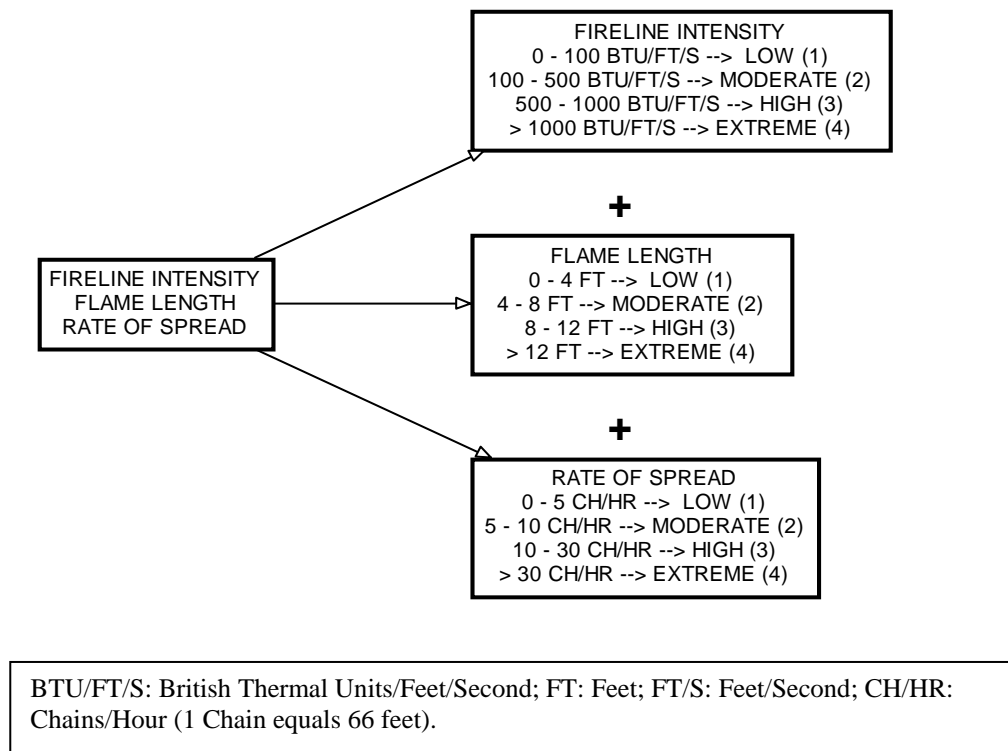 FIRELINE INTENSITY
0 - 100 BTU/FT/S --> LOW (1)
100 - 500 BTU/FT/S --> MODERATE (2)
500 - 1000 BTU/FT/S --> HIGH (3)
> 1000 BTU/FT/S --> EXTREME (4)
+
FIRELINE INTENSITY
FLAME LENGTH
RATE OF SPREAD
FLAME LENGTH
0 - 4 FT --> LOW (1)
4 - 8 FT --> MODERATE (2)
8 - 12 FT --> HIGH (3)
> 12 FT --> EXTREME (4)
+
RATE OF SPREAD
0 - 5 CH/HR --> LOW (1)
5 - 10 CH/HR --> MODERATE (2)
10 - 30 CH/HR --> HIGH (3)
> 30 CH/HR --> EXTREME (4)
BTU/FT/S: British Thermal Units/Feet/Second; FT: Feet; FT/S: Feet/Second; CH/HR:
Chains/Hour (1 Chain equals 66 feet).